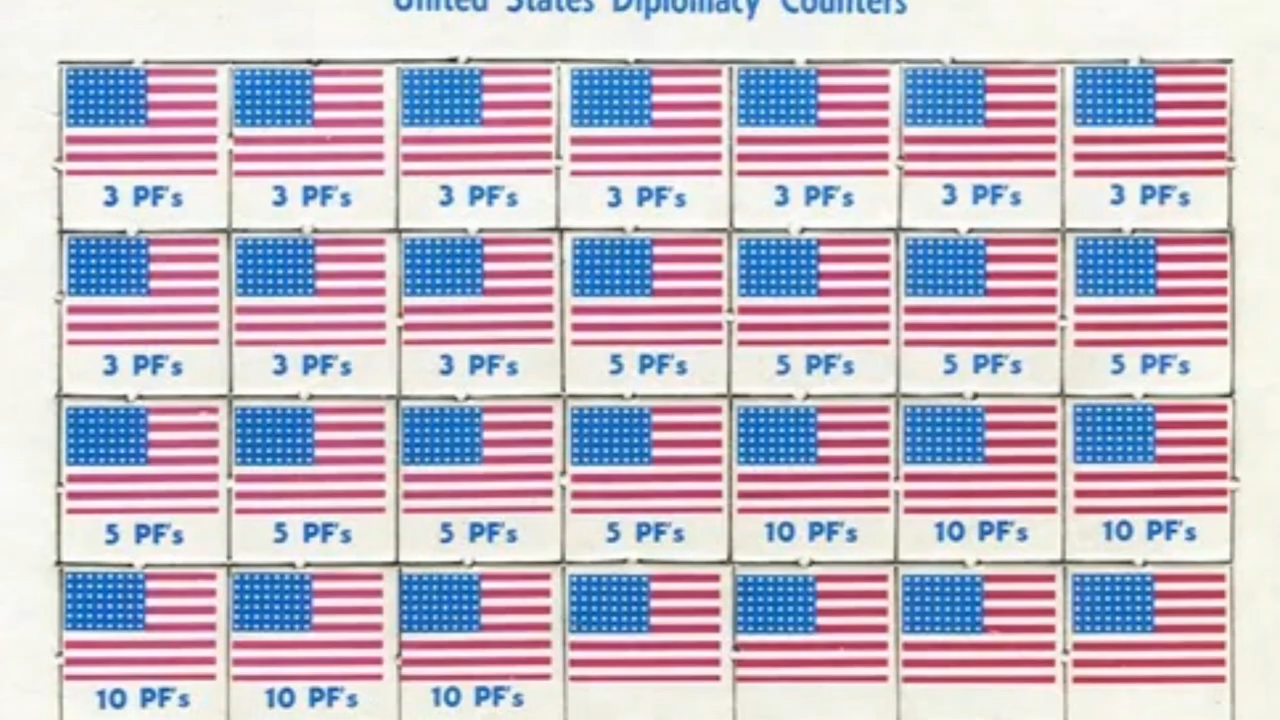 United States Diplomacy Counters
3 PF's 3 PF's 3 PF's 3 PF's 3 PF's 3 PF's 3 PF's
3 PF's 3 PF's 3 PF's 5 PF's 5 PF's 5 PF's 5 PF's
5 PF's 5 PF's 5 PF's 5 PF's 10 PF's 10 PF's 10 PF's
10 PF's 10 PF's 10 PF's